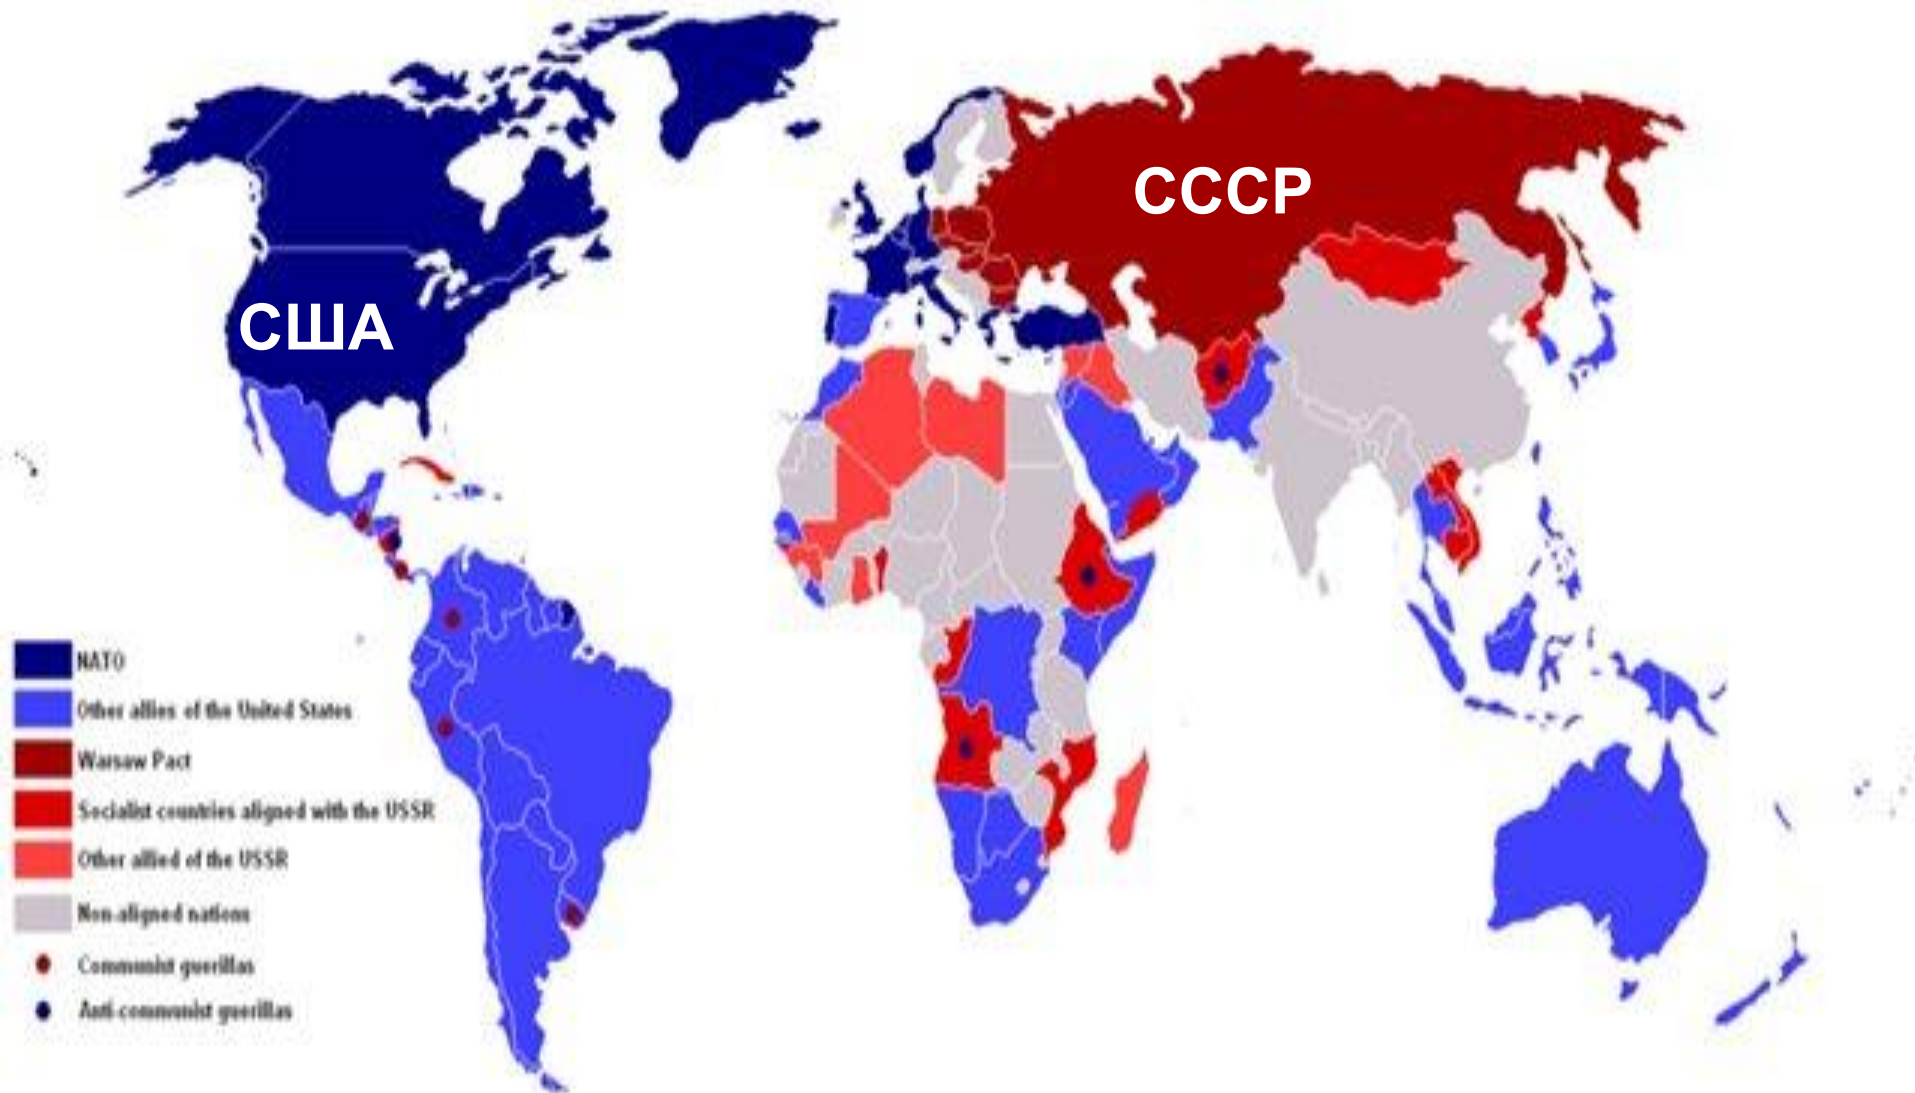 СССР
США
NATO
Other allies of the United States
Warsaw Pact
Socialist countries aligned with the USSR
Other allied of the USSR
Non-aligned nations
Communist guerillas
Anti-communist guerillas